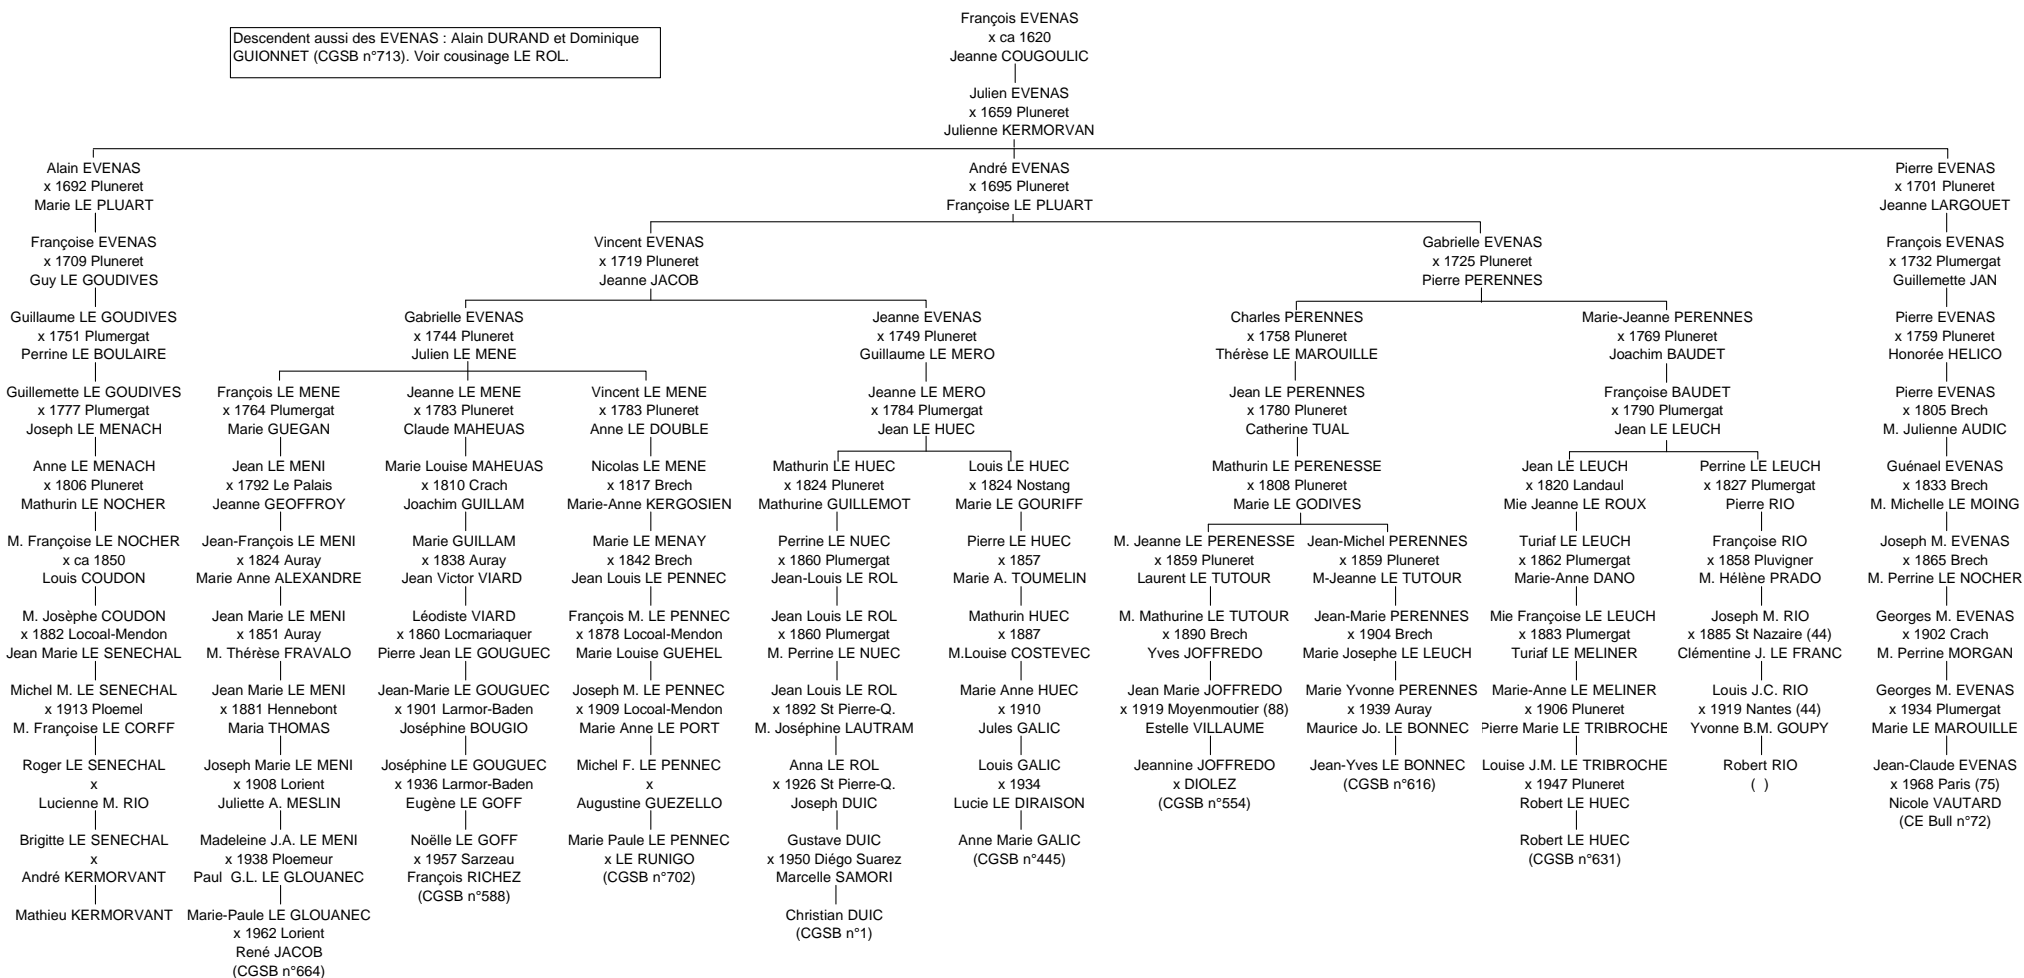 François EVENAS
x ca 1620
Jeanne COUGOULIC
Descendent aussi des EVENAS : Alain DURAND et Dominique
GUIONNET (CGSB n°713). Voir cousinage LE ROL.
Julien EVENAS
x 1659 Pluneret
Julienne KERMORVAN
Alain EVENAS
x 1692 Pluneret
Marie LE PLUART
André EVENAS
x 1695 Pluneret
Françoise LE PLUART
Pierre EVENAS
x 1701 Pluneret
Jeanne LARGOUET
Françoise EVENAS
x 1709 Pluneret
Guy LE GOUDIVES
Vincent EVENAS
x 1719 Pluneret
Jeanne JACOB
Gabrielle EVENAS
x 1725 Pluneret
Pierre PERENNES
François EVENAS
x 1732 Plumergat
Guillemette JAN
Guillaume LE GOUDIVES
x 1751 Plumergat
Perrine LE BOULAIRE
Gabrielle EVENAS
x 1744 Pluneret
Julien LE MENE
Jeanne EVENAS
x 1749 Pluneret
Guillaume LE MERO
Charles PERENNES
x 1758 Pluneret
Thérèse LE MAROUILLE
Marie-Jeanne PERENNES
x 1769 Pluneret
Joachim BAUDET
Pierre EVENAS
x 1759 Pluneret
Honorée HELICO
Guillemette LE GOUDIVES
x 1777 Plumergat
Joseph LE MENACH
François LE MENE
x 1764 Plumergat
Marie GUEGAN
Jeanne LE MENE
x 1783 Pluneret
Claude MAHEUAS
Vincent LE MENE
x 1783 Pluneret
Anne LE DOUBLE
Jeanne LE MERO
x 1784 Plumergat
Jean LE HUEC
Jean LE PERENNES
x 1780 Pluneret
Catherine TUAL
Françoise BAUDET
x 1790 Plumergat
Jean LE LEUCH
Pierre EVENAS
x 1805 Brech
M. Julienne AUDIC
Anne LE MENACH
x 1806 Pluneret
Mathurin LE NOCHER
Jean LE MENI
x 1792 Le Palais
Jeanne GEOFFROY
Marie Louise MAHEUAS
x 1810 Crach
Joachim GUILLAM
Nicolas LE MENE
x 1817 Brech
Marie-Anne KERGOSIEN
Mathurin LE HUEC
x 1824 Pluneret
Mathurine GUILLEMOT
Louis LE HUEC
x 1824 Nostang
Marie LE GOURIFF
Mathurin LE PERENESSE
x 1808 Pluneret
Marie LE GODIVES
Jean LE LEUCH
x 1820 Landaul
Mie Jeanne LE ROUX
Perrine LE LEUCH
x 1827 Plumergat
Pierre RIO
Guénael EVENAS
x 1833 Brech
M. Michelle LE MOING
M. Françoise LE NOCHER
x ca 1850
Louis COUDON
Jean-François LE MENI
x 1824 Auray
Marie Anne ALEXANDRE
Marie GUILLAM
x 1838 Auray
Jean Victor VIARD
Marie LE MENAY
x 1842 Brech
Jean Louis LE PENNEC
Perrine LE NUEC
x 1860 Plumergat
Jean-Louis LE ROL
Pierre LE HUEC
x 1857
Marie A. TOUMELIN
M. Jeanne LE PERENESSE
x 1859 Pluneret
Laurent LE TUTOUR
Jean-Michel PERENNES
x 1859 Pluneret
M-Jeanne LE TUTOUR
Turiaf LE LEUCH
x 1862 Plumergat
Marie-Anne DANO
Françoise RIO
x 1858 Pluvigner
M. Hélène PRADO
Joseph M. EVENAS
x 1865 Brech
M. Perrine LE NOCHER
M. Josèphe COUDON
x 1882 Locoal-Mendon
Jean Marie LE SENECHAL
Jean Marie LE MENI
x 1851 Auray
M. Thérèse FRAVALO
Léodiste VIARD
x 1860 Locmariaquer
Pierre Jean LE GOUGUEC
François M. LE PENNEC
x 1878 Locoal-Mendon
Marie Louise GUEHEL
Jean Louis LE ROL
x 1860 Plumergat
M. Perrine LE NUEC
Mathurin HUEC
x 1887
M.Louise COSTEVEC
M. Mathurine LE TUTOUR
x 1890 Brech
Yves JOFFREDO
Jean-Marie PERENNES
x 1904 Brech
Marie Josephe LE LEUCH
Mie Françoise LE LEUCH
x 1883 Plumergat
Turiaf LE MELINER
Joseph M. RIO
x 1885 St Nazaire (44)
Clémentine J. LE FRANC
Georges M. EVENAS
x 1902 Crach
M. Perrine MORGAN
Michel M. LE SENECHAL
x 1913 Ploemel
M. Françoise LE CORFF
Jean Marie LE MENI
x 1881 Hennebont
Maria THOMAS
Jean-Marie LE GOUGUEC
x 1901 Larmor-Baden
Joséphine BOUGIO
Joseph M. LE PENNEC
x 1909 Locoal-Mendon
Marie Anne LE PORT
Jean Louis LE ROL
x 1892 St Pierre-Q.
M. Joséphine LAUTRAM
Marie Anne HUEC
x 1910
Jules GALIC
Jean Marie JOFFREDO
x 1919 Moyenmoutier (88)
Estelle VILLAUME
Marie Yvonne PERENNES
x 1939 Auray
Maurice Jo. LE BONNEC
Marie-Anne LE MELINER
x 1906 Pluneret
Pierre Marie LE TRIBROCHE
Louis J.C. RIO
x 1919 Nantes (44)
Yvonne B.M. GOUPY
Georges M. EVENAS
x 1934 Plumergat
Marie LE MAROUILLE
Roger LE SENECHAL
x
Lucienne M. RIO
Joseph Marie LE MENI
x 1908 Lorient
Juliette A. MESLIN
Joséphine LE GOUGUEC
x 1936 Larmor-Baden
Eugène LE GOFF
Michel F. LE PENNEC
x
Augustine GUEZELLO
Anna LE ROL
x 1926 St Pierre-Q.
Joseph DUIC
Louis GALIC
x 1934
Lucie LE DIRAISON
Jeannine JOFFREDO
x DIOLEZ
(CGSB n°554)
Jean-Yves LE BONNEC
(CGSB n°616)
Louise J.M. LE TRIBROCHE
x 1947 Pluneret
Robert LE HUEC
Robert RIO
( )
Jean-Claude EVENAS
x 1968 Paris (75)
Nicole VAUTARD
(CE Bull n°72)
Brigitte LE SENECHAL
x
André KERMORVANT
Madeleine J.A. LE MENI
x 1938 Ploemeur
Paul G.L. LE GLOUANEC
Noëlle LE GOFF
x 1957 Sarzeau
François RICHEZ
(CGSB n°588)
Marie Paule LE PENNEC
x LE RUNIGO
(CGSB n°702)
Gustave DUIC
x 1950 Diégo Suarez
Marcelle SAMORI
Anne Marie GALIC
(CGSB n°445)
Robert LE HUEC
(CGSB n°631)
Mathieu KERMORVANT
Marie-Paule LE GLOUANEC
x 1962 Lorient
René JACOB
(CGSB n°664)
Christian DUIC
(CGSB n°1)